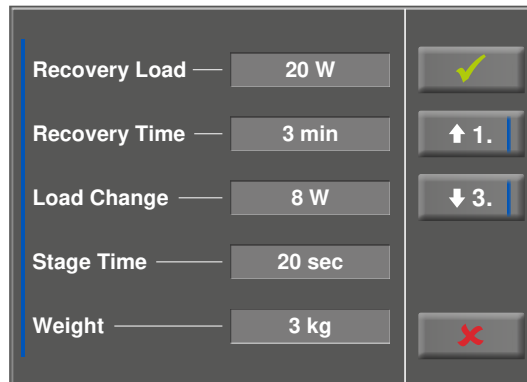 Recovery Load 20 W
Recovery Time 3 min
1.
Load Change 8 W
3.
Stage Time 20 sec
Weight 3 kg